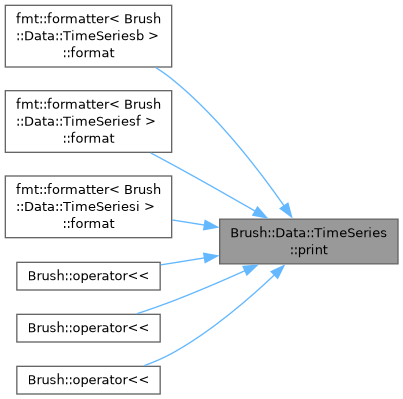 fmt::formatter< Brush
::Data::TimeSeriesb >
::format
fmt::formatter< Brush
::Data::TimeSeriesf >
::format
fmt::formatter< Brush
::Data::TimeSeriesi >
::format
Brush::Data::TimeSeries
::print
Brush::operator<<
Brush::operator<<
Brush::operator<<